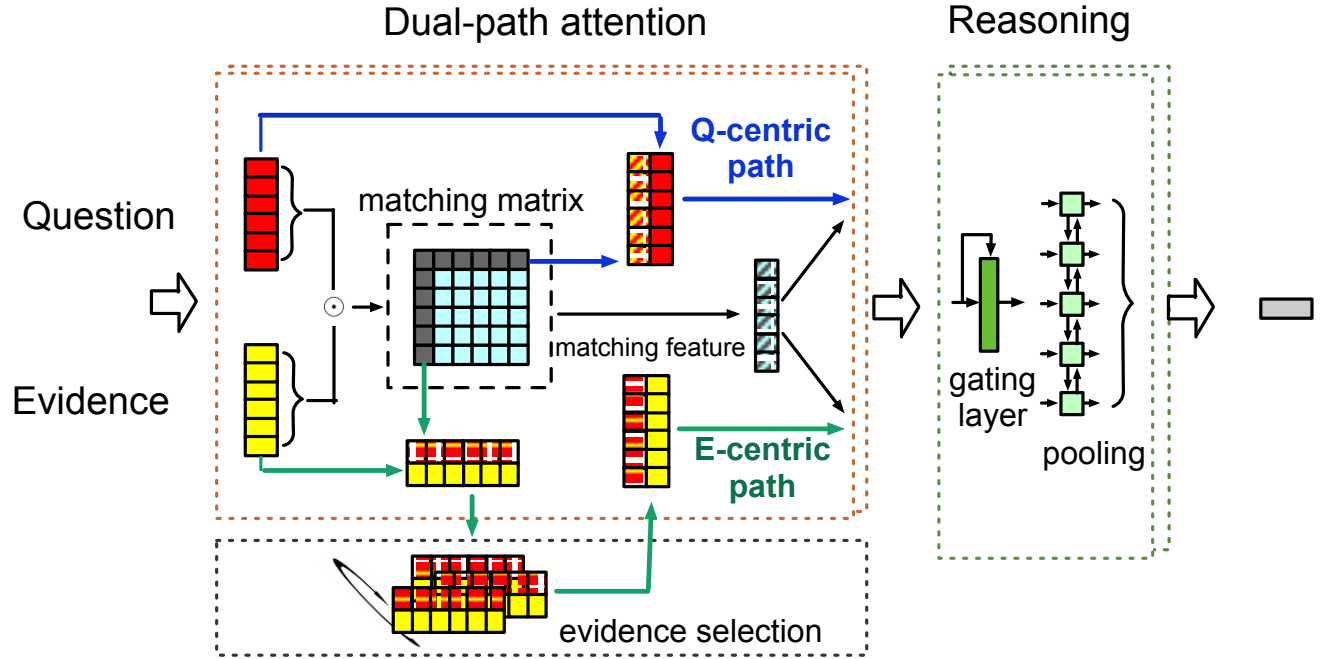 Dual-path attention
Reasoning
Q-centric
path
matching matrix
Question
matching feature
Evidence
gating
layer
E-centric
path
pooling
evidence selection